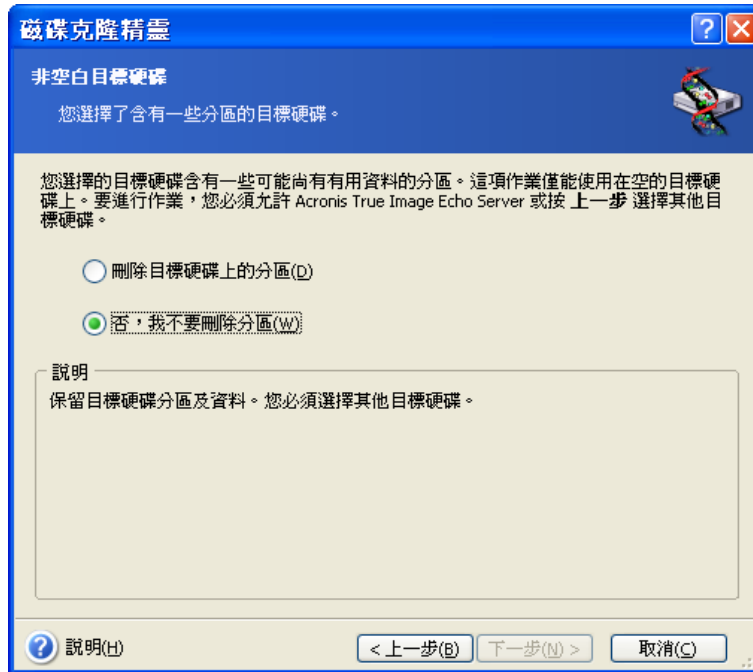 磁碟克隆精靈
非空白目標硬碟
您選擇了含有一些分區的目標硬碟。
您選擇的目標硬碟含有一些可能尚有有用資料的分區。這項作業僅能使用在空的目標硬
碟上。要進行作業，您必須允許 Acronis True Image Echo Server 或按 上一步 選擇其他目
標硬碟。
刪除目標硬碟上的分區(D)
否，我不要刪除分區(W)
說明
保留目標硬碟分區及資料。您必須選擇其他目標硬碟。
說明(H)
< 上一步(B)
下一步(N) >
取消(C)